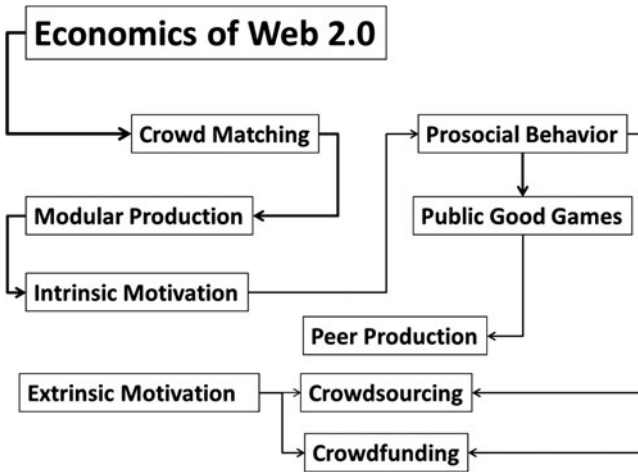 Economics of Web 2.0
Crowd Matching
Prosocial Behavior
Modular Production
Public Good Games
Intrinsic Motivation
Peer Production
Extrinsic Motivation
Crowdsourcing
Crowdfunding